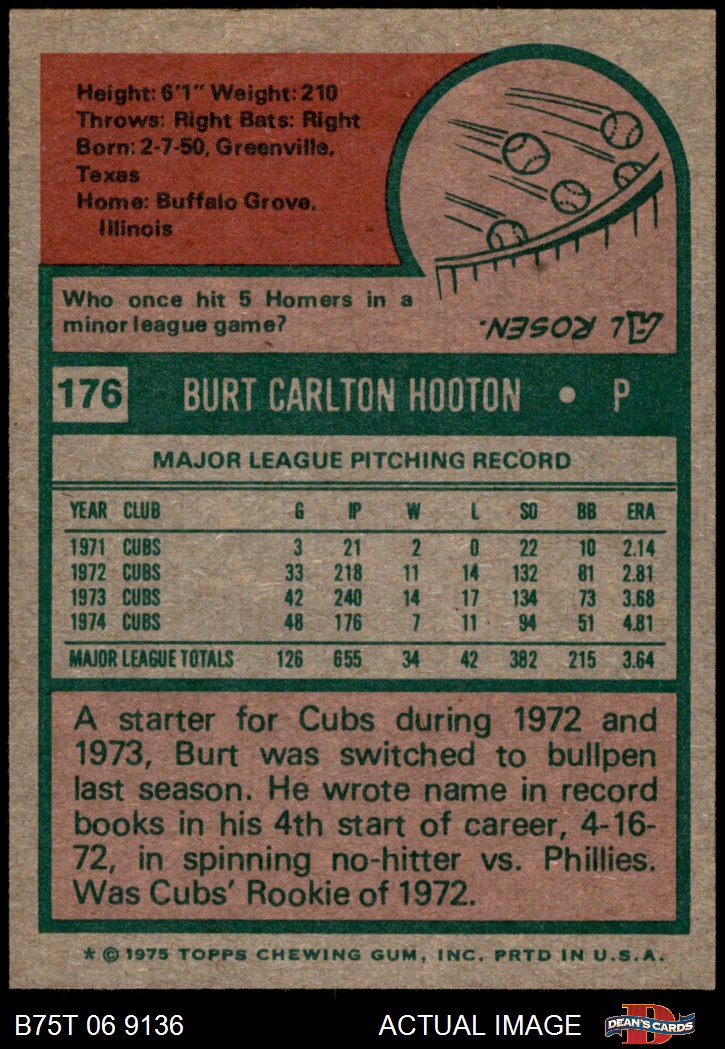 Height: 6'1" Weight: 210
Throws: Right Bats: Right
Born: 2-7-50, Greenville,
Texas
Home: Buffalo Grove,
Illinois
Who once hit 5 Homers in a
minor league game?
AL ROSEN.
176 BURT CARLTON HOOTON • P
MAJOR LEAGUE PITCHING RECORD
YEAR CLUB G IP W L SO BB ERA
1971 CUBS 3 21 2 0 22 10 2.14
1972 CUBS 33 218 11 14 132 81 2.81
1973 CUBS 42 240 14 17 134 73 3.68
1974 CUBS 48 176 7 11 94 51 4.81
MAJOR LEAGUE TOTALS 126 655 34 42 382 215 3.64
A starter for Cubs during 1972 and
1973, Burt was switched to bullpen
last season. He wrote name in record
books in his 4th start of career, 4-16-
72, in spinning no-hitter vs. Phillies.
Was Cubs' Rookie of 1972.
* © 1975 TOPPS CHEWING GUM, INC. PRTD IN U.S.A.
B75T 06 9136 ACTUAL IMAGE DEAN'S CARDS